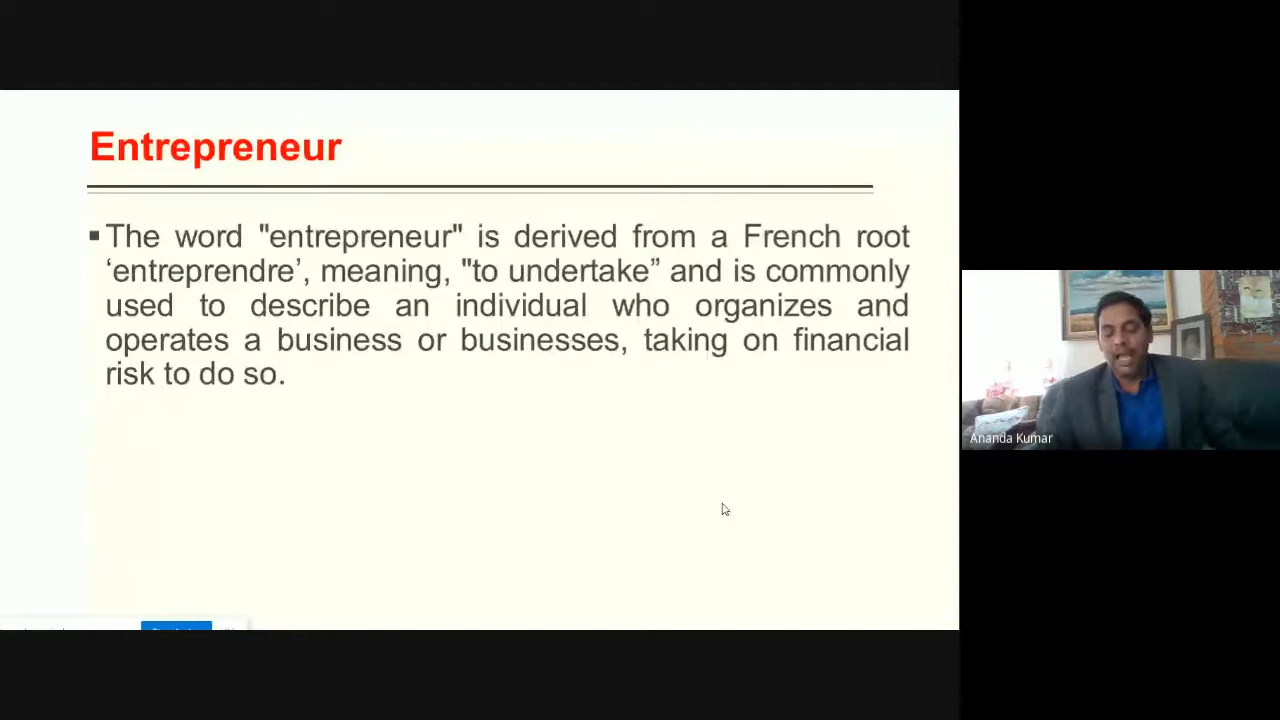 Entrepreneur
▪The word "entrepreneur" is derived from a French root
‘entreprendre’, meaning, "to undertake” and is commonly
used to describe an individual who organizes and
operates a business or businesses, taking on financial
risk to do so.
Ananda Kumar